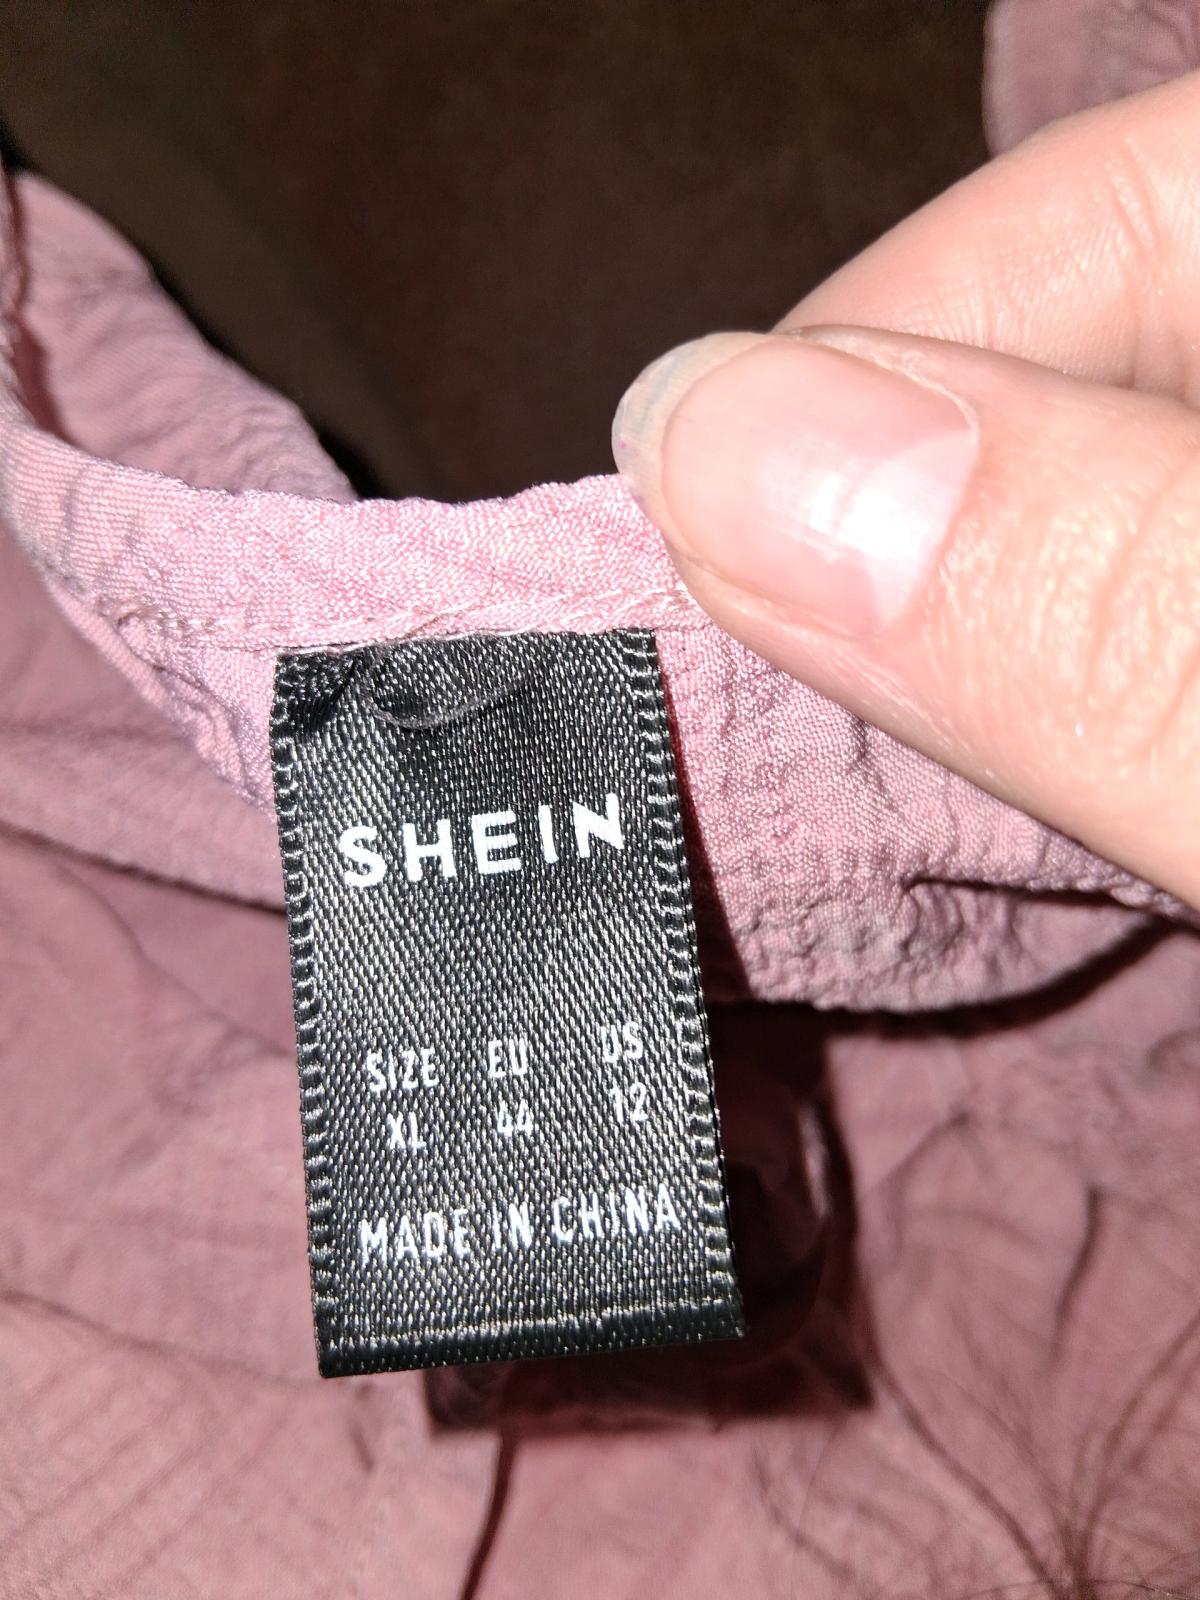 SHEIN
SIZE EU US
XL 44 12
MADE IN CHINA